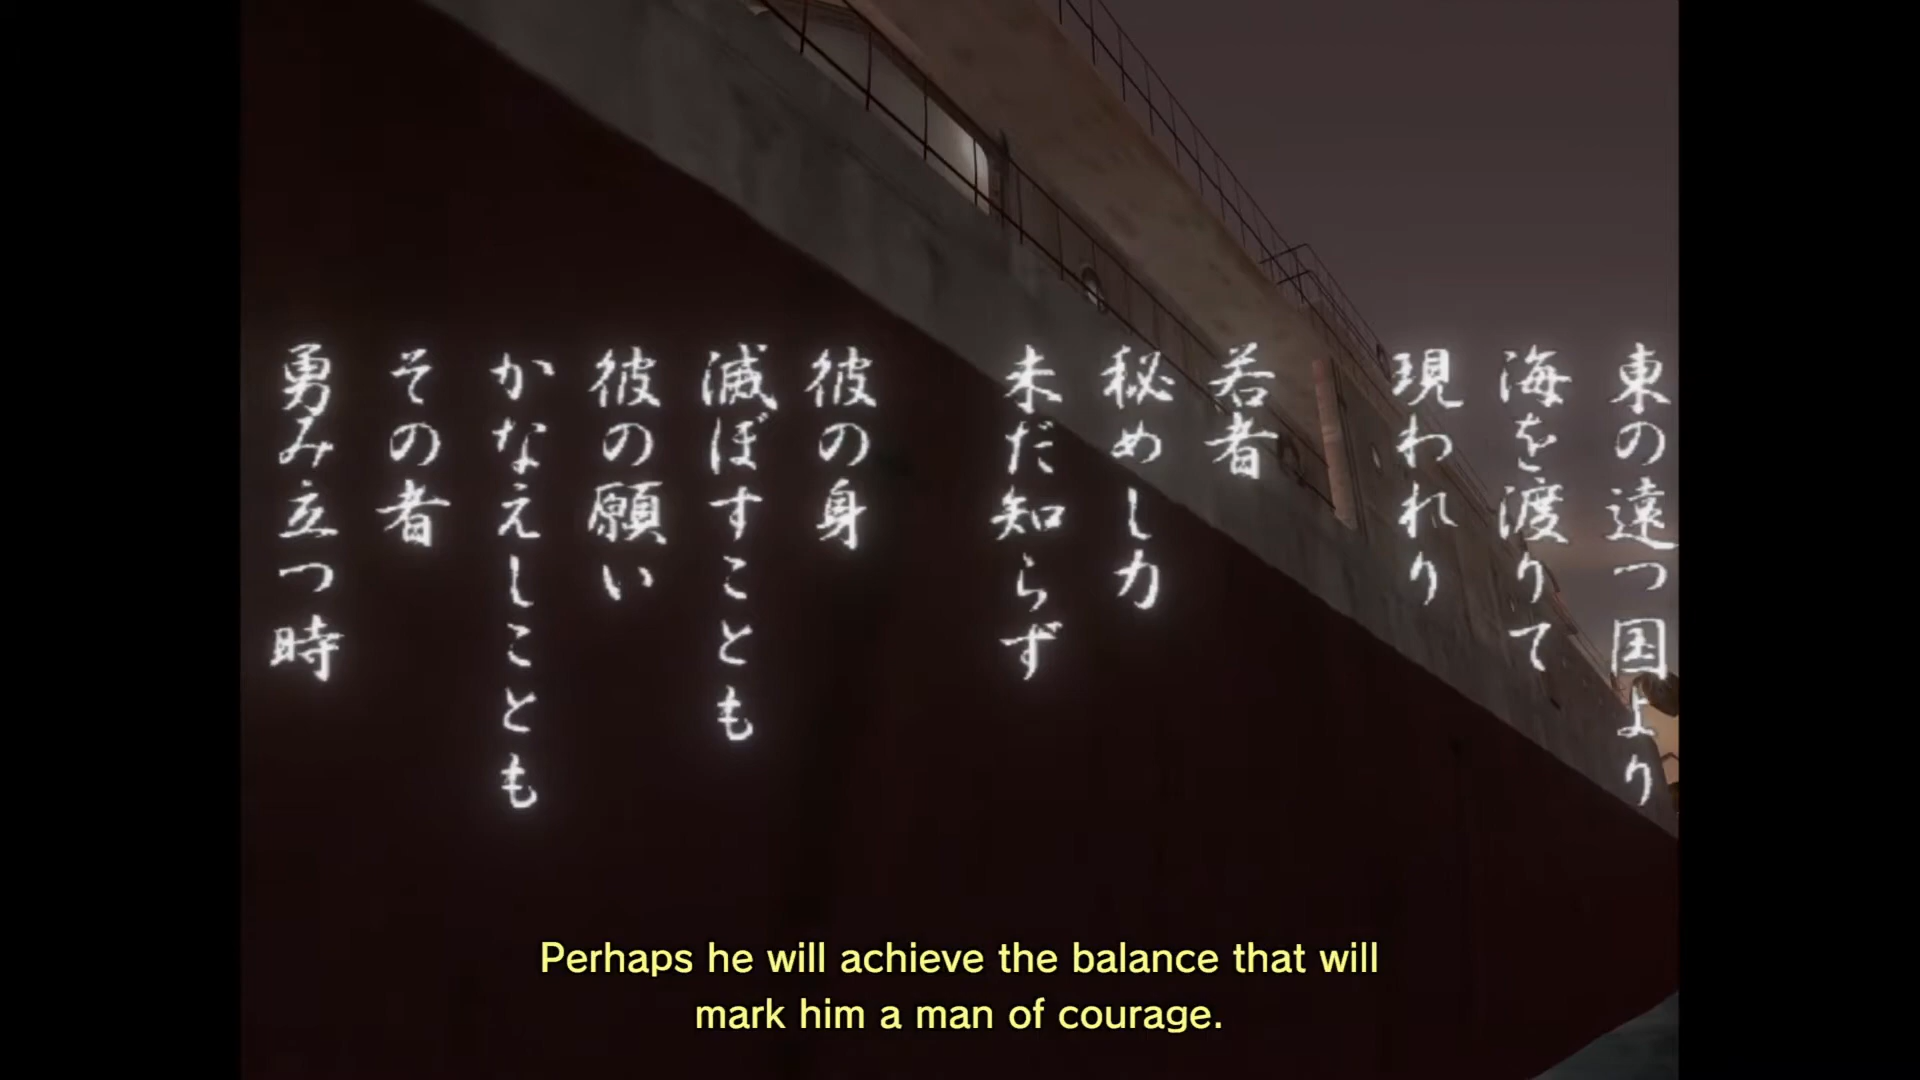 東の遠つ国より
海を渡りて
現われり
若者
秘めし力
未だ知らず
彼の身
滅ぼすことも
彼の願い
かなえしことも
その者
勇み立つ時
Perhaps he will achieve the balance that will
mark him a man of courage.